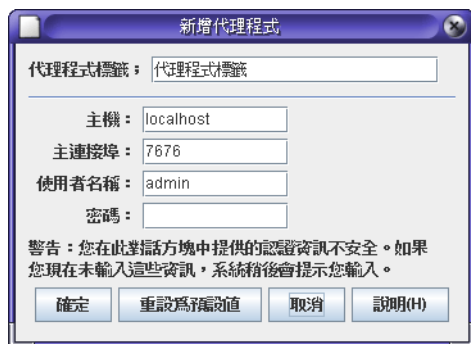 新增代理程式
代理程式標籤； 代理程式標籤
主機： localhost
主連接埠： 7676
使用者名稱： admin
密碼：
警告：您在此對話方塊中提供的認證資訊不安全。如果
您現在未輸入這些資訊，系統稍後會提示您輸入。
確定 重設為預設值 取消 說明(H)